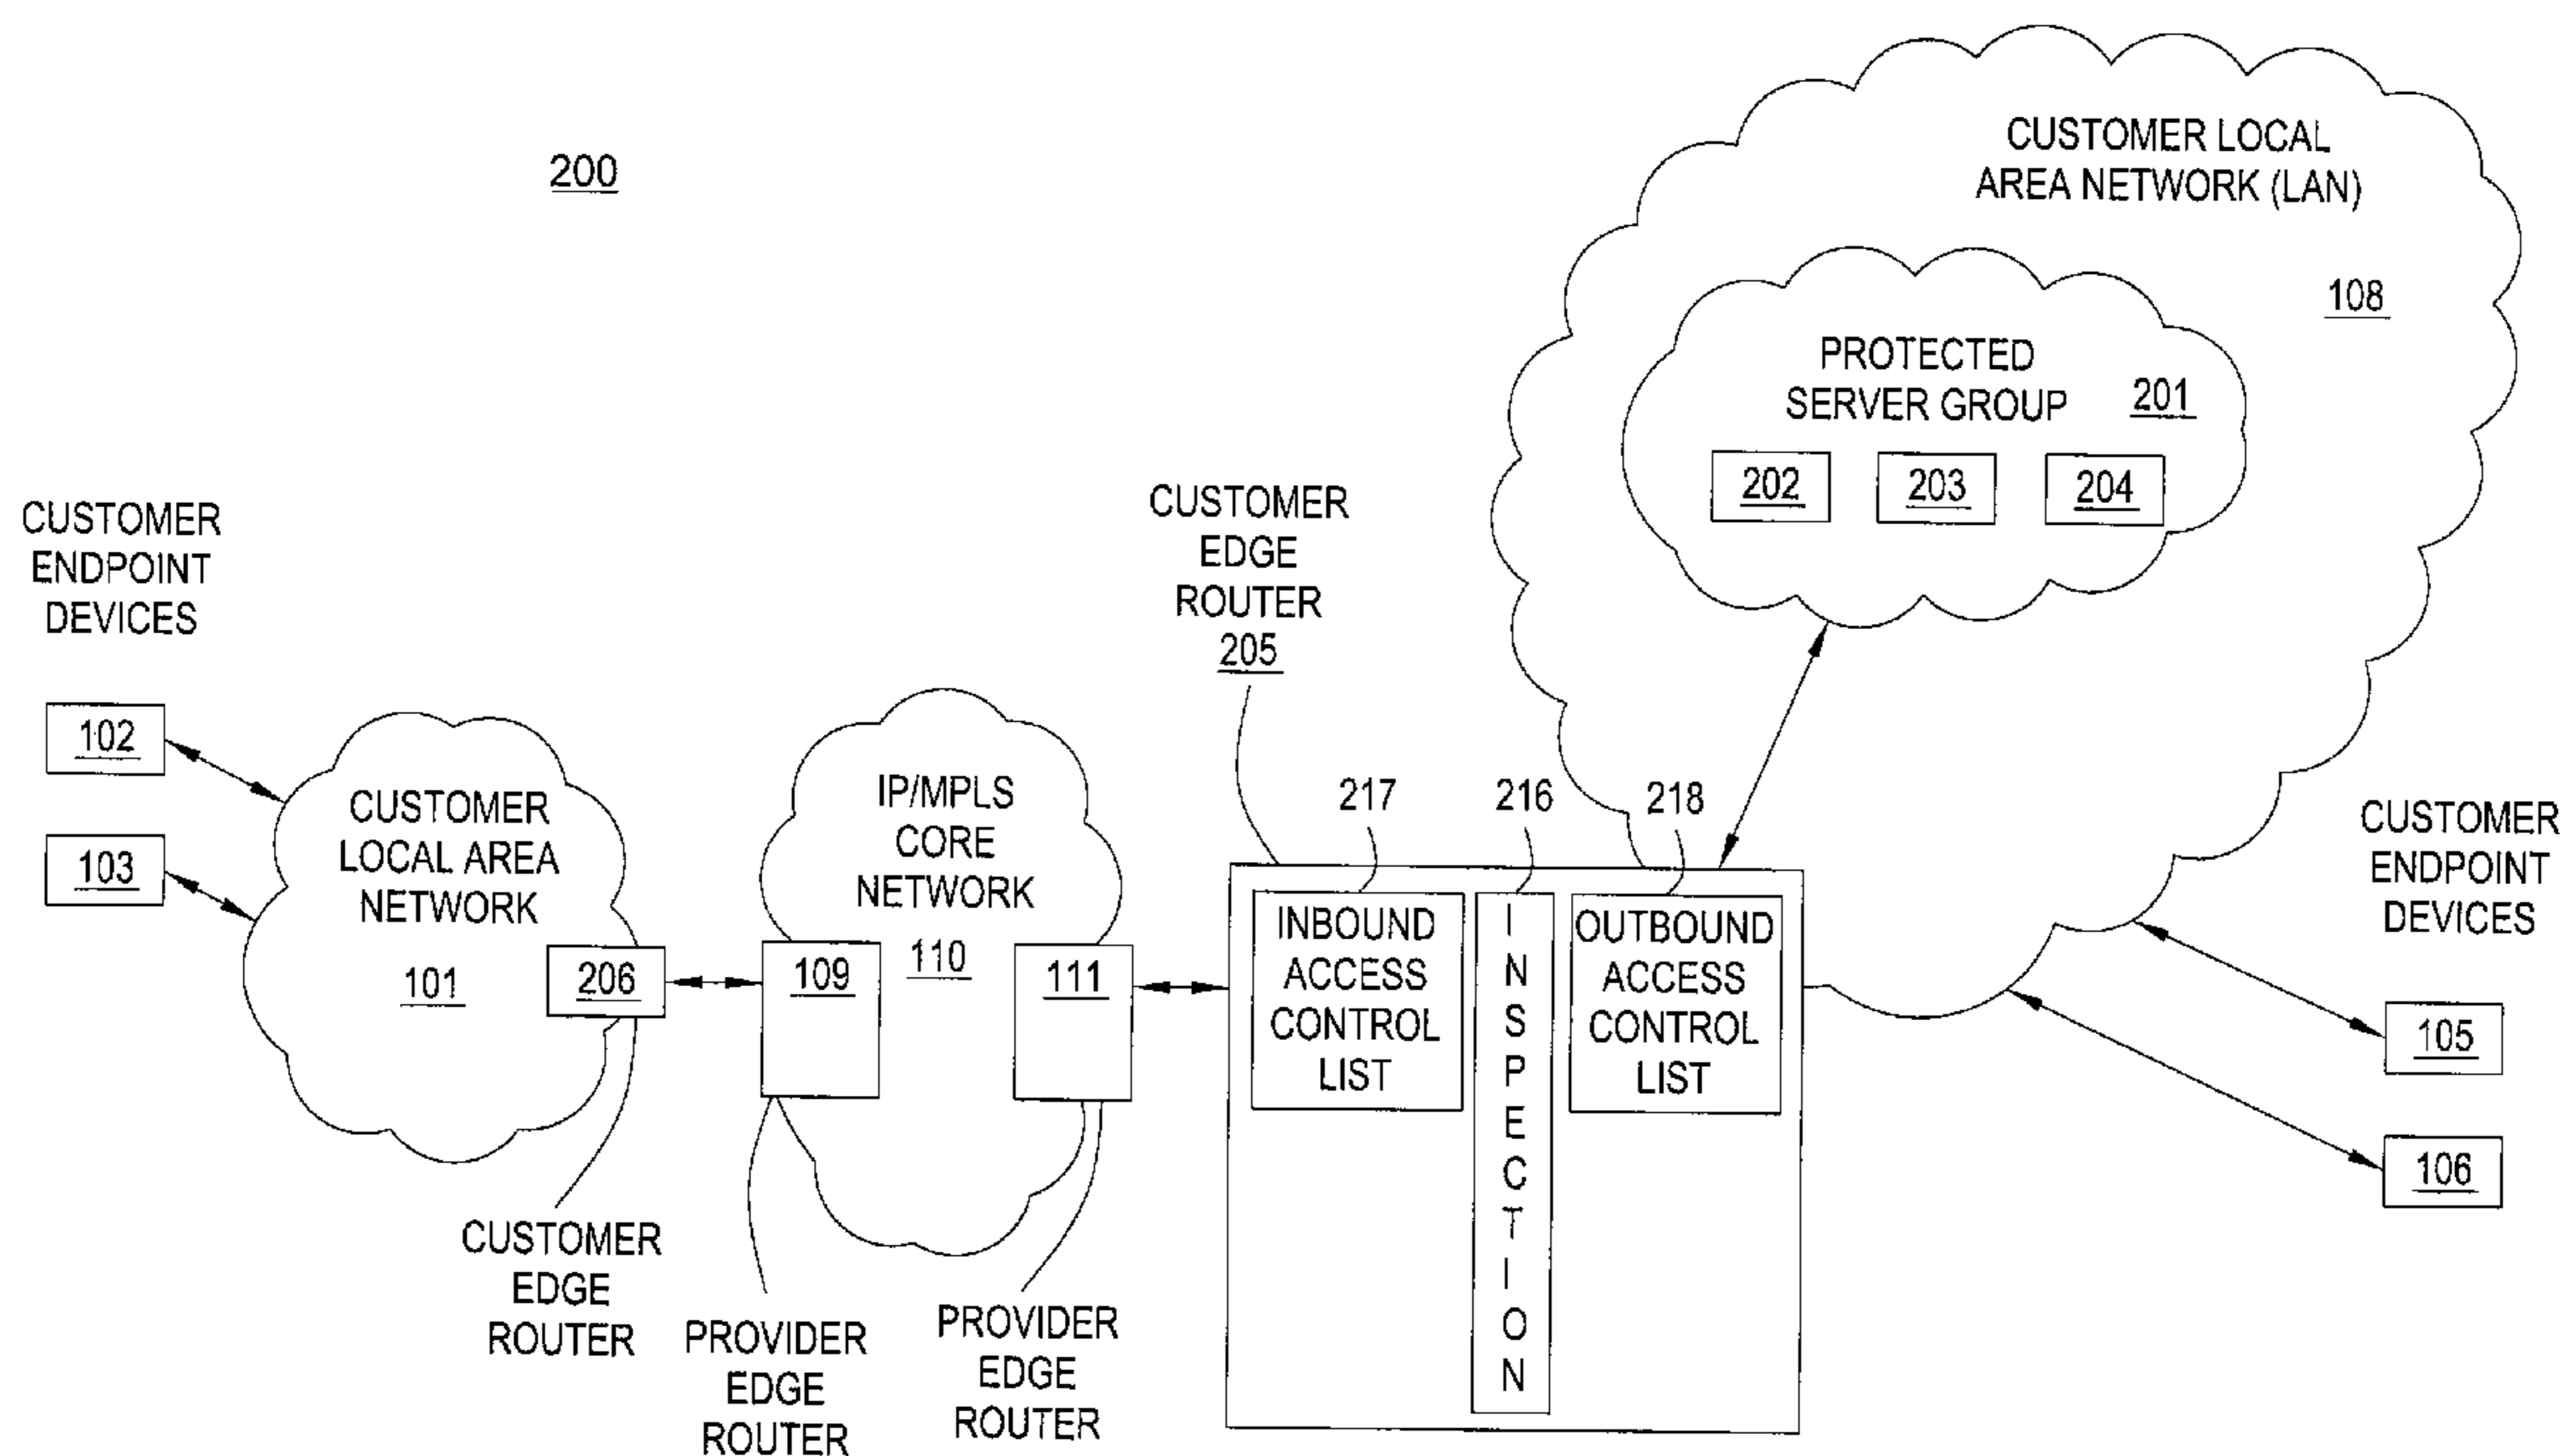 200
CUSTOMER LOCAL
AREA NETWORK (LAN)
108
PROTECTED
SERVER GROUP
201
202
203
204
CUSTOMER
EDGE
ROUTER
205
CUSTOMER
ENDPOINT
DEVICES
102
103
CUSTOMER
LOCAL AREA
NETWORK
101
206
IP/MPLS
CORE
NETWORK
110
109
111
217
216
218
INBOUND
ACCESS
CONTROL
LIST
INSPECTION
OUTBOUND
ACCESS
CONTROL
LIST
CUSTOMER
ENDPOINT
DEVICES
105
106
CUSTOMER
EDGE
ROUTER
PROVIDER
EDGE
ROUTER
PROVIDER
EDGE
ROUTER